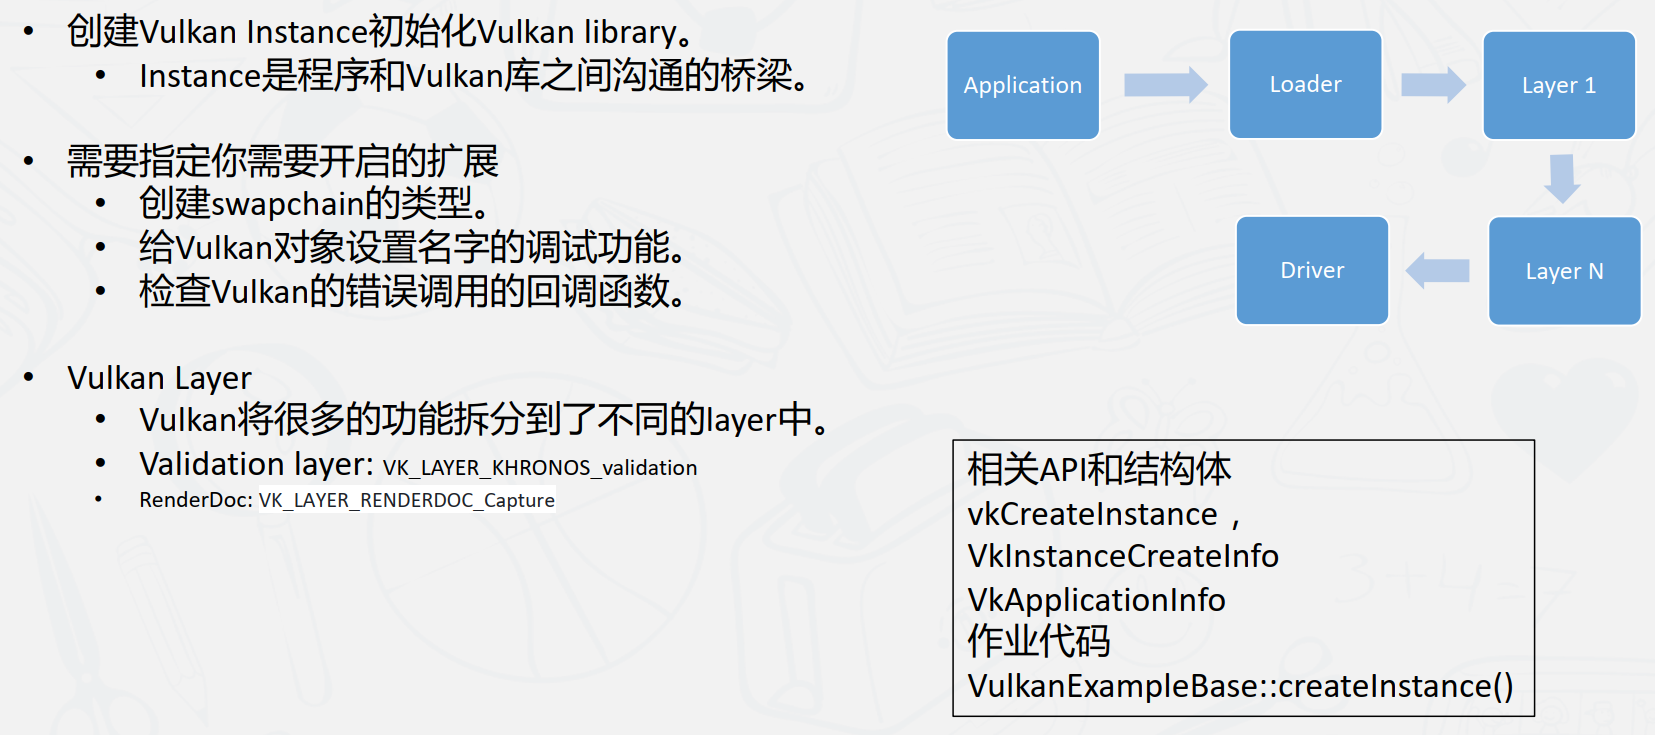 • 创建Vulkan Instance初始化Vulkan library。
• Instance是程序和Vulkan库之间沟通的桥梁。
• 需要指定你需要开启的扩展
• 创建swapchain的类型。
• 给Vulkan对象设置名字的调试功能。
• 检查Vulkan的错误调用的回调函数。
• Vulkan Layer
• Vulkan将很多的功能拆分到了不同的layer中。
• Validation layer: VK_LAYER_KHRONOS_validation
• RenderDoc: VK_LAYER_RENDERDOC_Capture
Application
Loader
Layer 1
Layer N
Driver
相关API和结构体
vkCreateInstance，
VkInstanceCreateInfo
VkApplicationInfo
作业代码
VulkanExampleBase::createInstance()